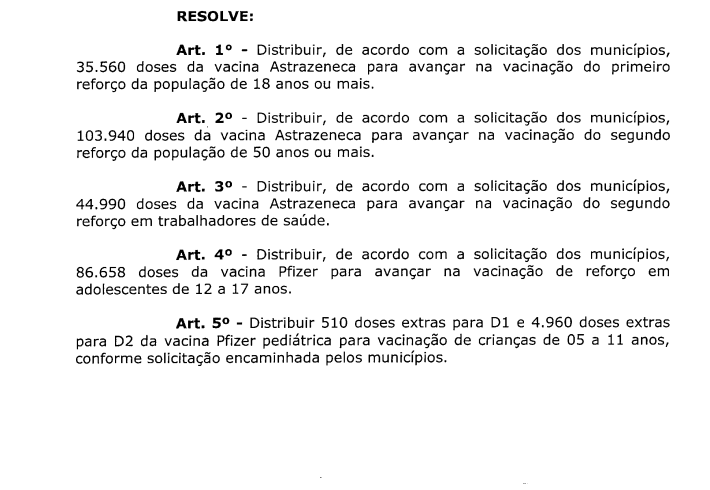 RESOLVE:
Art. 1º - Distribuir, de acordo com a solicitação dos municípios,
35.560 doses da vacina Astrazeneca para avançar na vacinação do primeiro
reforço da população de 18 anos ou mais.
Art. 2º - Distribuir, de acordo com a solicitação dos municípios,
103.940 doses da vacina Astrazeneca para avançar na vacinação do segundo
reforço da população de 50 anos ou mais.
Art. 3º - Distribuir, de acordo com a solicitação dos municípios,
44.990 doses da vacina Astrazeneca para avançar na vacinação do segundo
reforço em trabalhadores de saúde.
Art. 4º - Distribuir, de acordo com a solicitação dos municípios,
86.658 doses da vacina Pfizer para avançar na vacinação de reforço em
adolescentes de 12 a 17 anos.
Art. 5º - Distribuir 510 doses extras para D1 e 4.960 doses extras
para D2 da vacina Pfizer pediátrica para vacinação de crianças de 05 a 11 anos,
conforme solicitação encaminhada pelos municípios.